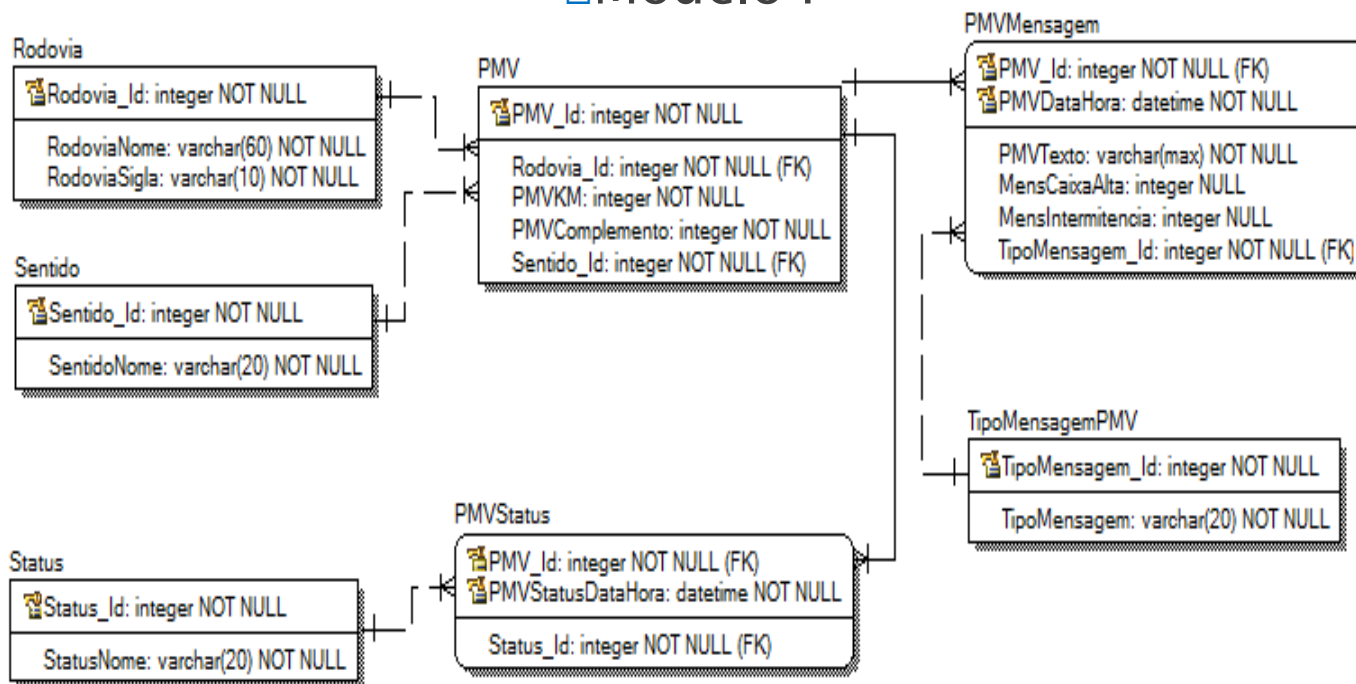 Rodovia
Rodovia_Id: integer NOT NULL
RodoviaNome: varchar(60) NOT NULL
RodoviaSigla: varchar(10) NOT NULL
Sentido
Sentido_Id: integer NOT NULL
SentidoNome: varchar(20) NOT NULL
Status
Status_Id: integer NOT NULL
StatusNome: varchar(20) NOT NULL
PMV
PMV_Id: integer NOT NULL
Rodovia_Id: integer NOT NULL (FK)
PMVKM: integer NOT NULL
PMVComplemento: integer NOT NULL
Sentido_Id: integer NOT NULL (FK)
PMVStatus
PMV_Id: integer NOT NULL (FK)
PMVStatusDataHora: datetime NOT NULL
Status_Id: integer NOT NULL (FK)
PMVMensagem
PMV_Id: integer NOT NULL (FK)
PMVDataHora: datetime NOT NULL
PMVTexto: varchar(max) NOT NULL
MensCaixaAlta: integer NULL
MensIntermitencia: integer NULL
TipoMensagem_Id: integer NOT NULL (FK)
TipoMensagemPMV
TipoMensagem_Id: integer NOT NULL
TipoMensagem: varchar(20) NOT NULL